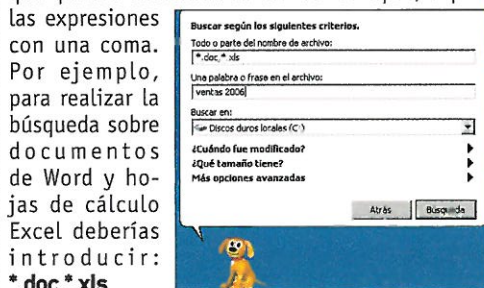 las expresiones
con una coma.
Por ejemplo,
para realizar la
búsqueda sobre
documentos
de Word y ho-
jas de cálculo
Excel deberías
introducir:
*.doc,*.xls
Buscar según los siguientes criterios.
Todo o parte del nombre de archivo:
*.doc,*.xls
Una palabra o frase en el archivo:
ventas 2006
Buscar en:
Discos duros locales (C:)
¿Cuándo fue modificado?
¿Qué tamaño tiene?
Más opciones avanzadas
Atrás
Búsqueda